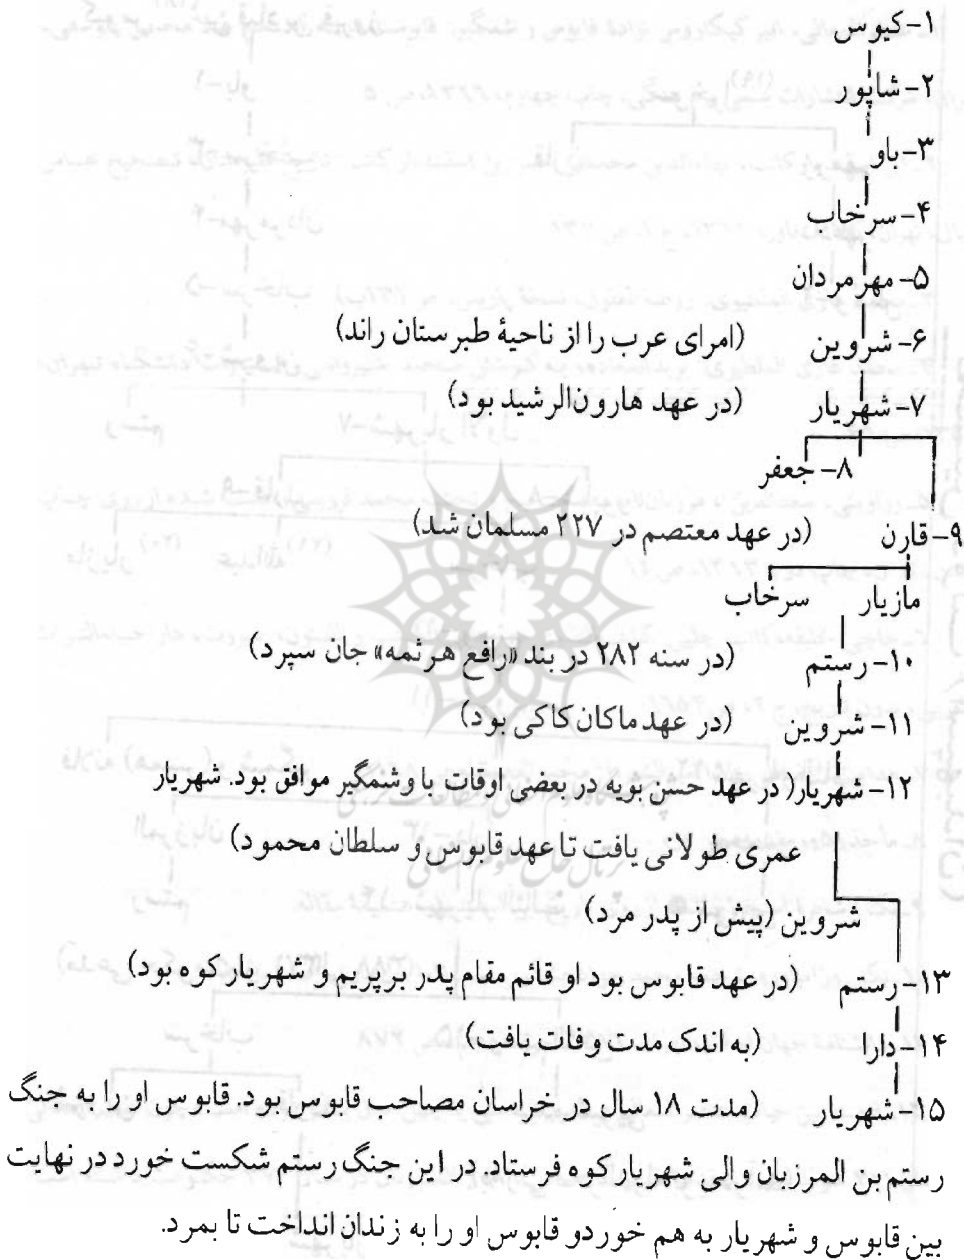 ۱-کیوس
۲-شاپور
۳-باو
۴-سرخاب
۵- مهرمردان
۶- شروین (امرای عرب را از ناحیهٔ طبرستان راند)
۷- شهریار (در عهد هارون‌الرشید بود)
۸- جعفر
۹-قارن (در عهد معتصم در ۲۲۷ مسلمان شد)
مازیار سرخاب
۱۰-رستم (در سنه ۲۸۲ در بند «رافع هرثمه» جان سپرد)
۱۱- شروین (در عهد ماکان کاکی بود)
۱۲-شهریار( در عهد حسن بویه در بعضی اوقات با وشمگیر موافق بود. شهریار
عمری طولانی یافت تا عهد قابوس و سلطان محمود)
شروین (پیش از پدر مرد)
۱۳-رستم (در عهد قابوس بود او قائم مقام پدر بر پریم و شهریارکوه بود)
۱۴-دارا (به اندک مدت وفات یافت)
۱۵-شهریار (مدت ۱۸ سال در خراسان مصاحب قابوس بود. قابوس او را به جنگ
رستم‌بن المرزبان والی شهریارکوه فرستاد. در این جنگ رستم شکست خورد در نهایت
بین قابوس و شهریار به هم خورد و قابوس او را به زندان انداخت تا بمرد.